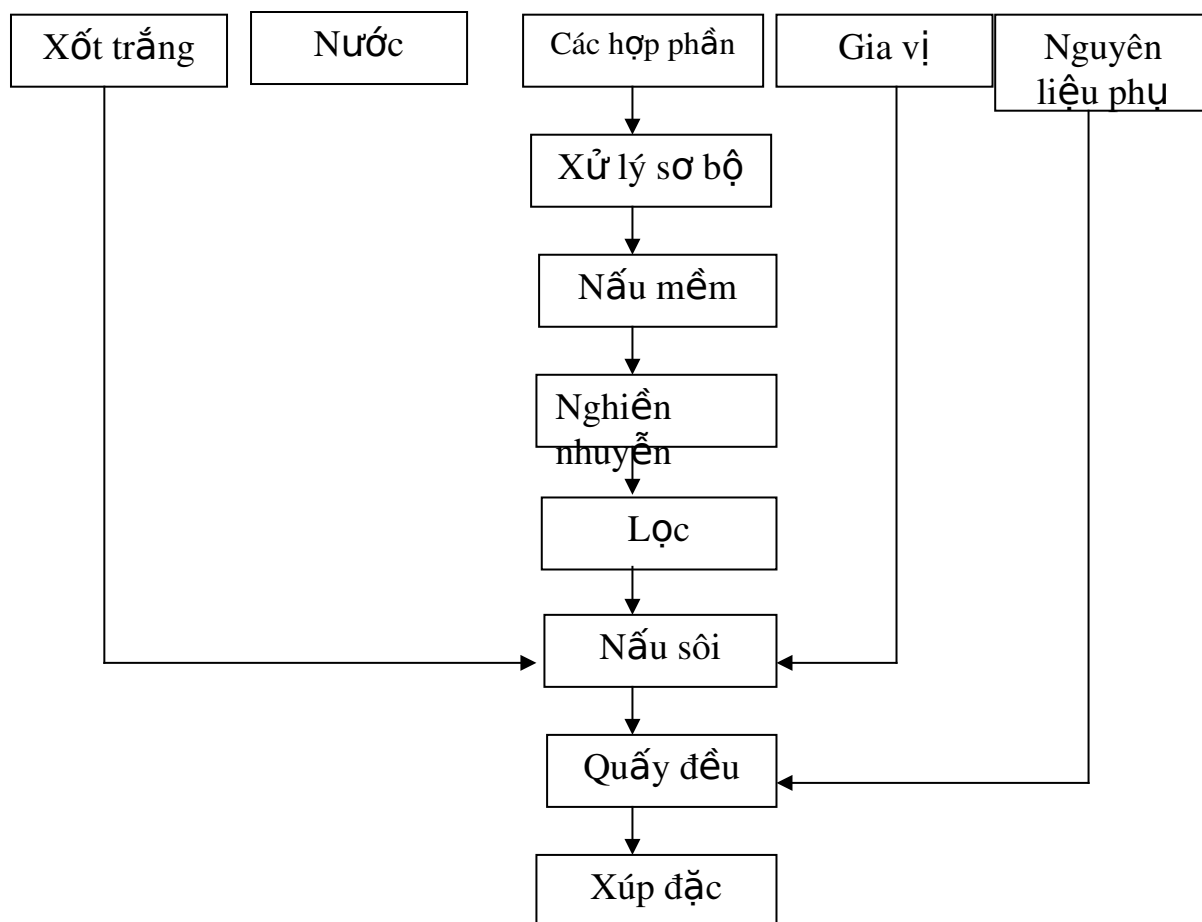 Xốt trắng
Nước
Các hợp phần
Gia vị
Nguyên
liệu phụ
Xử lý sơ bộ
Nấu mềm
Nghiền
nhuyễn
Lọc
Nấu sôi
Quấy đều
Xúp đặc